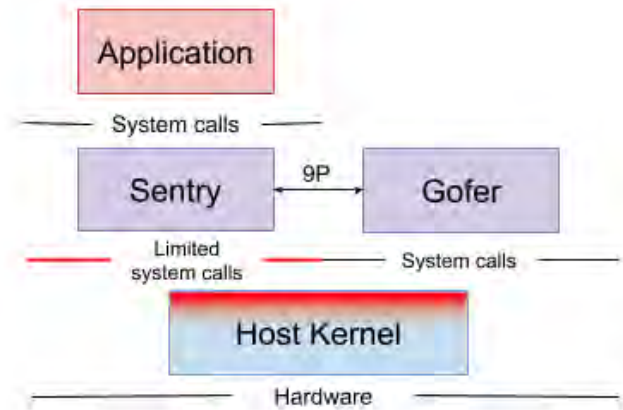 Application
System calls
9P
Sentry
Gofer
Limited
system calls
System calls
Host Kernel
Hardware